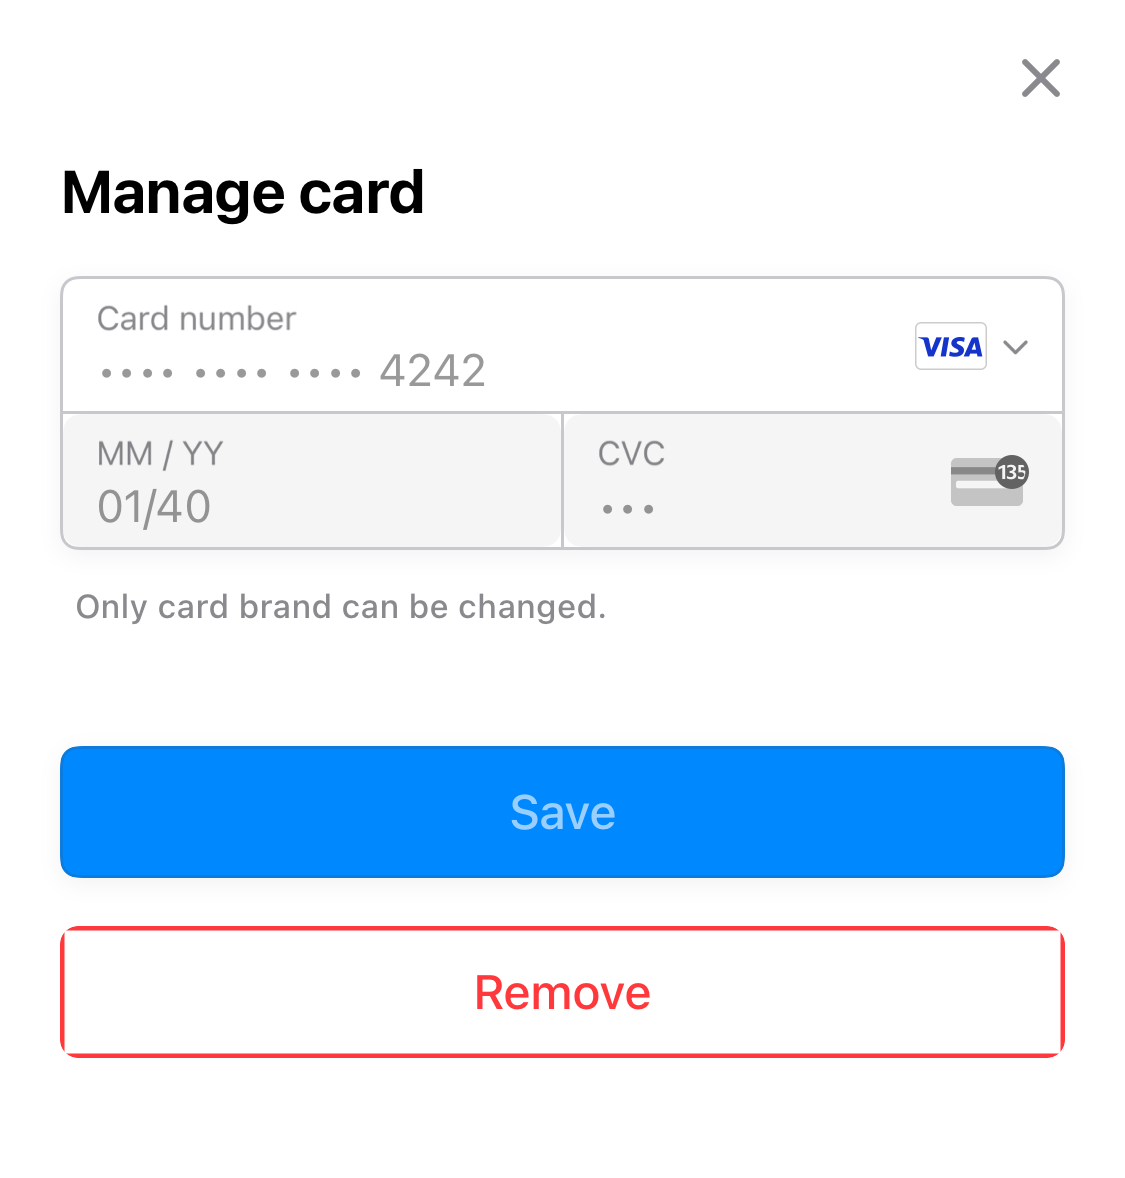 Manage card
Card number
•••• •••• •••• 4242
VISA
MM / YY
01/40
CVC
•••
135
Only card brand can be changed.
Save
Remove